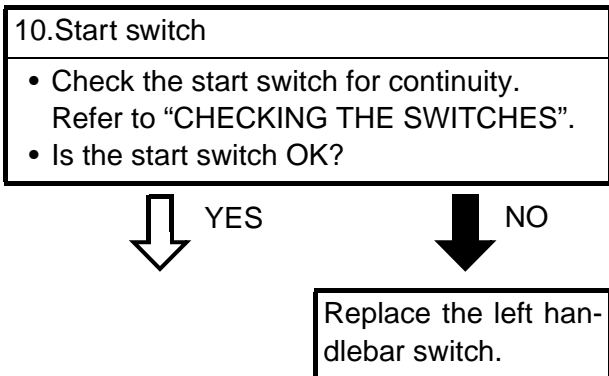 10.Start switch
• Check the start switch for continuity.
Refer to “CHECKING THE SWITCHES”.
• Is the start switch OK?
YES
NO
Replace the left han-
dlebar switch.